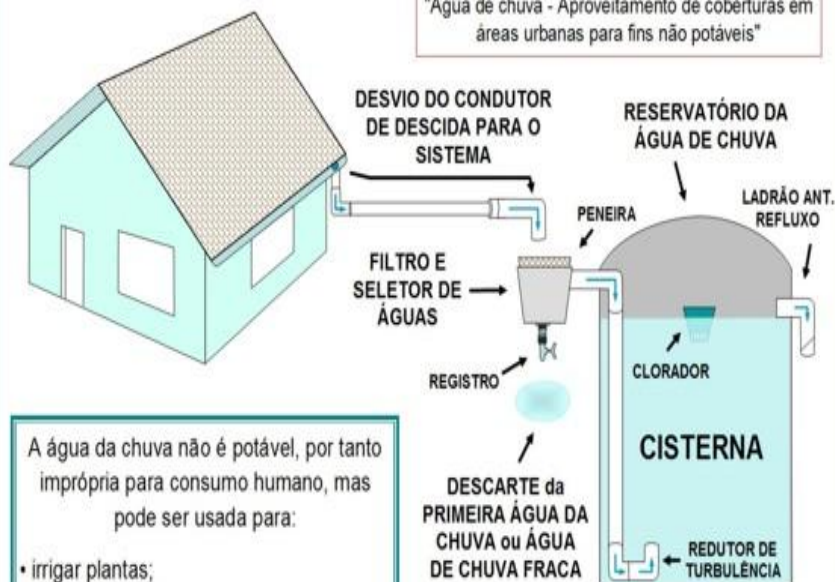 "Água de chuva - Aproveitamento de coberturas em
áreas urbanas para fins não potáveis"
DESVIO DO CONDUTOR
DE DESCIDA PARA O
SISTEMA
RESERVATÓRIO DA
ÁGUA DE CHUVA
PENEIRA
LADRÃO ANT.
REFLUXO
FILTRO E
SELETOR DE
ÁGUAS
REGISTRO
CLORADOR
CISTERNA
DESCARTE da
PRIMEIRA ÁGUA DA
CHUVA ou ÁGUA
DE CHUVA FRACA
REDUTOR DE
TURBULÊNCIA
A água da chuva não é potável, por tanto
imprópria para consumo humano, mas
pode ser usada para:
• irrigar plantas;